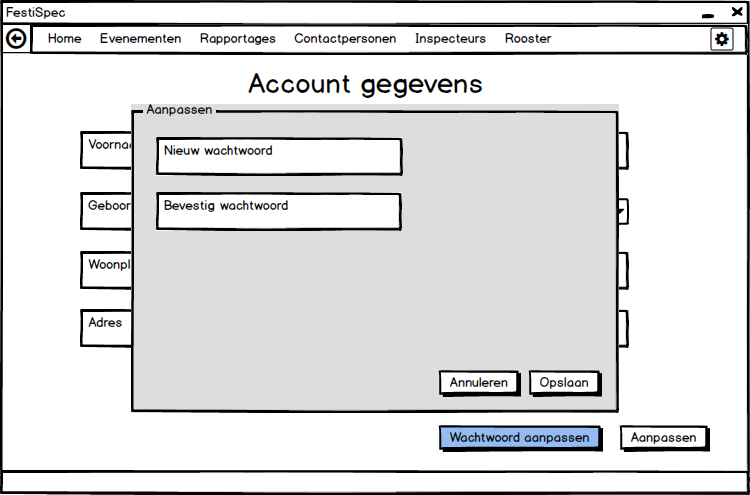 FestiSpec
Home Evenementen Rapportages Contactpersonen Inspecteurs Rooster
Account gegevens
Aanpassen
Voorna
Nieuw wachtwoord
Geboor
Bevestig wachtwoord
Woonpl
Adres
Annuleren Opslaan
Wachtwoord aanpassen Aanpassen